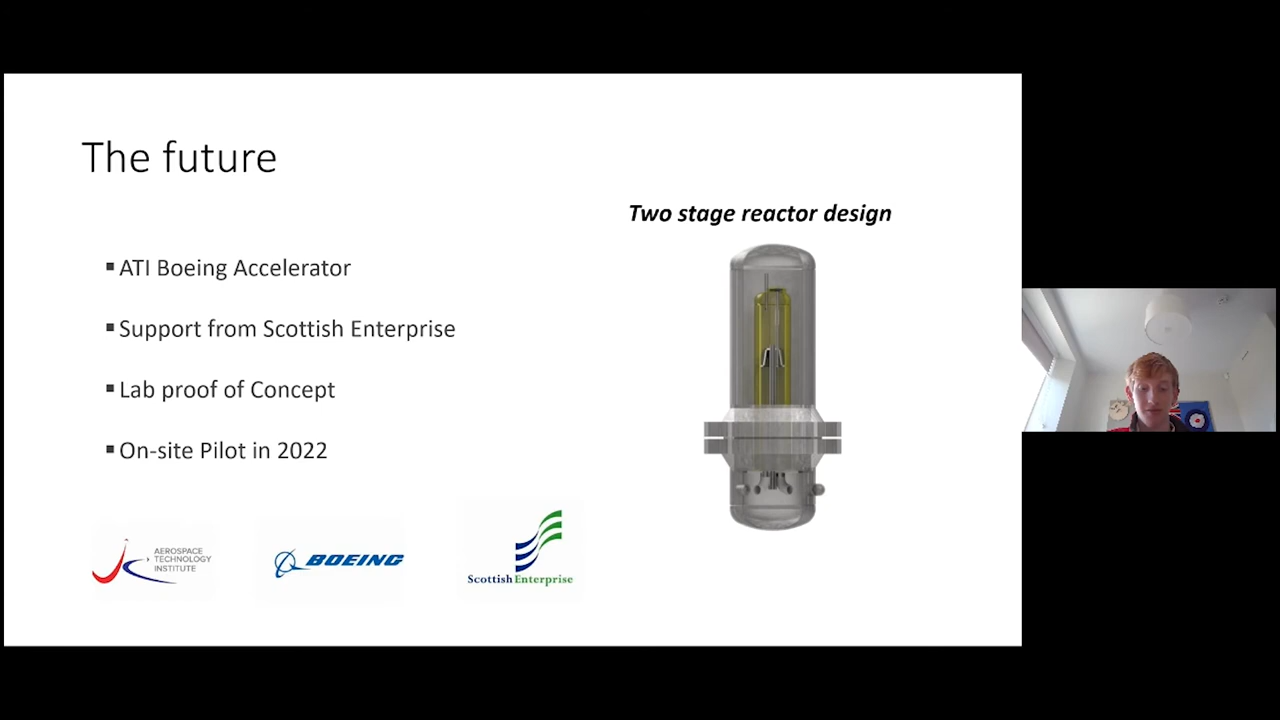 The future
Two stage reactor design
ATI Boeing Accelerator
Support from Scottish Enterprise
Lab proof of Concept
On-site Pilot in 2022
AEROSPACE
TECHNOLOGY
INSTITUTE
BOEING
Scottish Enterprise